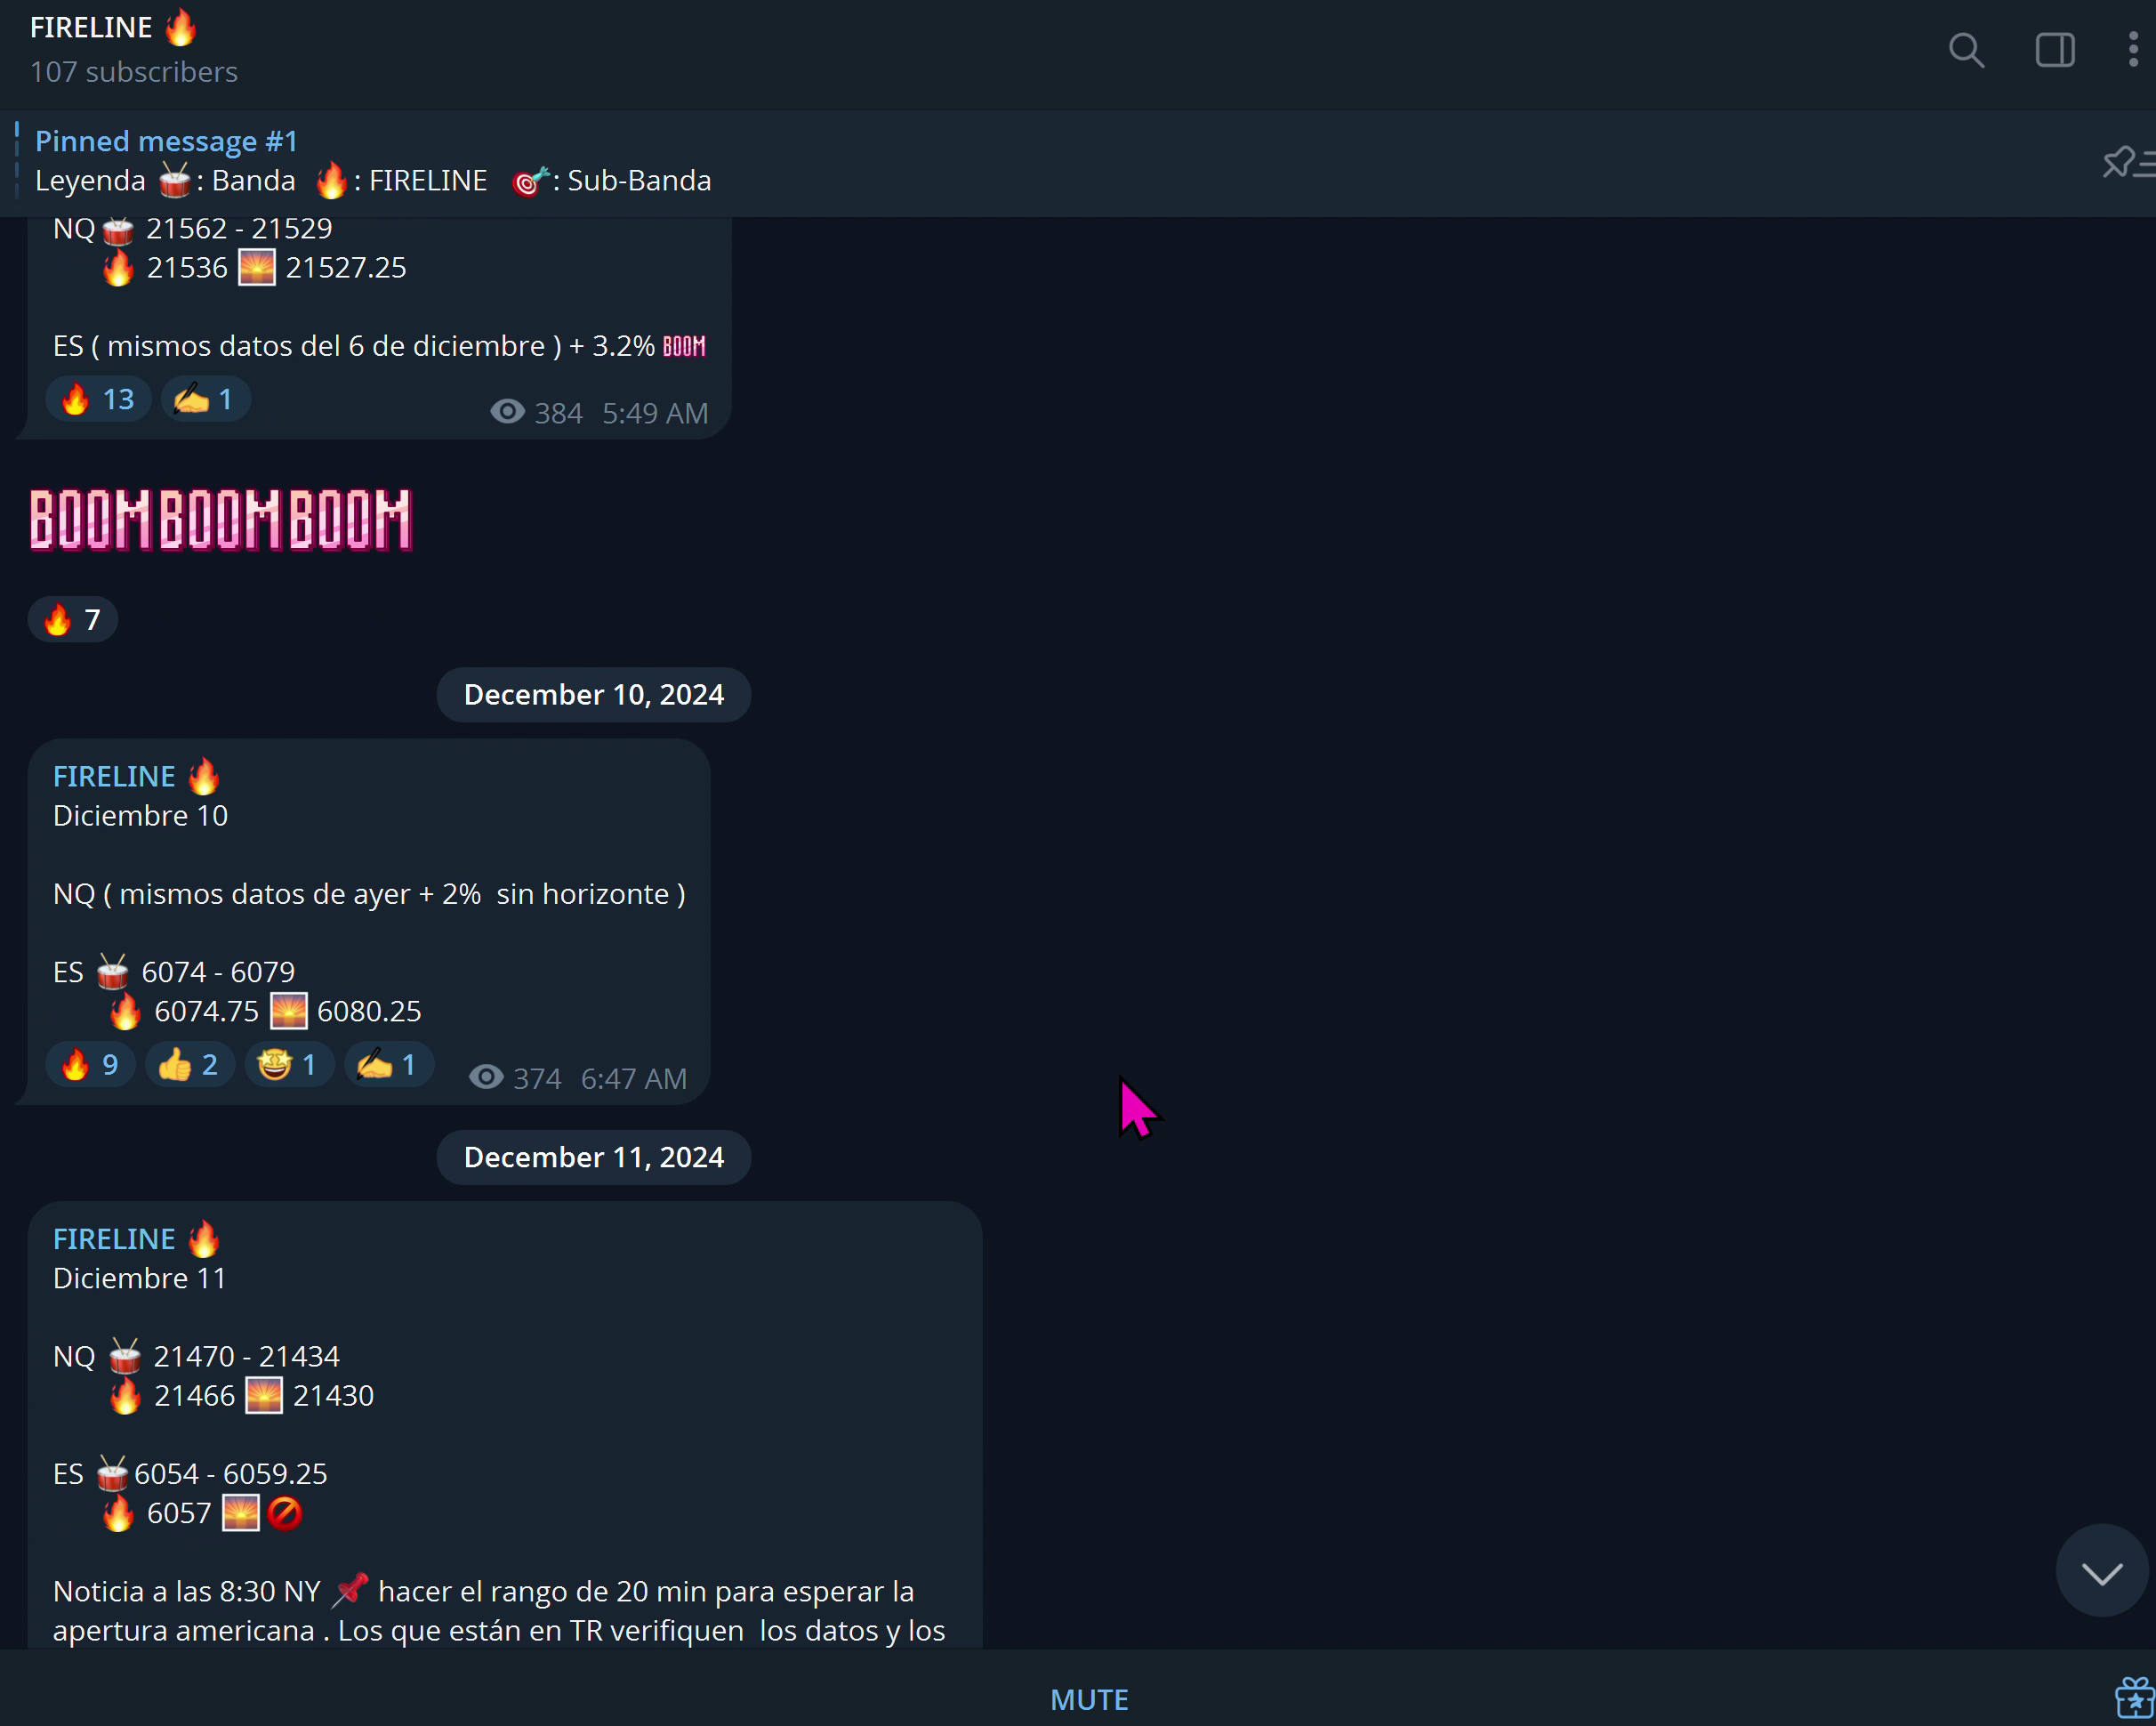 FIRELINE 🔥
107 subscribers
Pinned message #1
Leyenda 🥁: Banda 🔥: FIRELINE 🎯: Sub-Banda
NQ🥁 21562 - 21529
🔥 21536 🌅 21527.25
ES ( mismos datos del 6 de diciembre ) + 3.2% BOOM
🔥 13 ✍️ 1 384 5:49 AM
BOOM BOOM BOOM
🔥 7
December 10, 2024
FIRELINE 🔥
Diciembre 10
NQ ( mismos datos de ayer + 2% sin horizonte )
ES 🥁 6074 - 6079
🔥 6074.75 🌅 6080.25
🔥 9 👍 2 🤩 1 ✍️ 1 374 6:47 AM
December 11, 2024
FIRELINE 🔥
Diciembre 11
NQ 🥁 21470 - 21434
🔥 21466 🌅 21430
ES 🥁6054 - 6059.25
🔥 6057 🌅🚫
Noticia a las 8:30 NY 📌 hacer el rango de 20 min para esperar la
apertura americana . Los que están en TR verifiquen los datos y los
MUTE